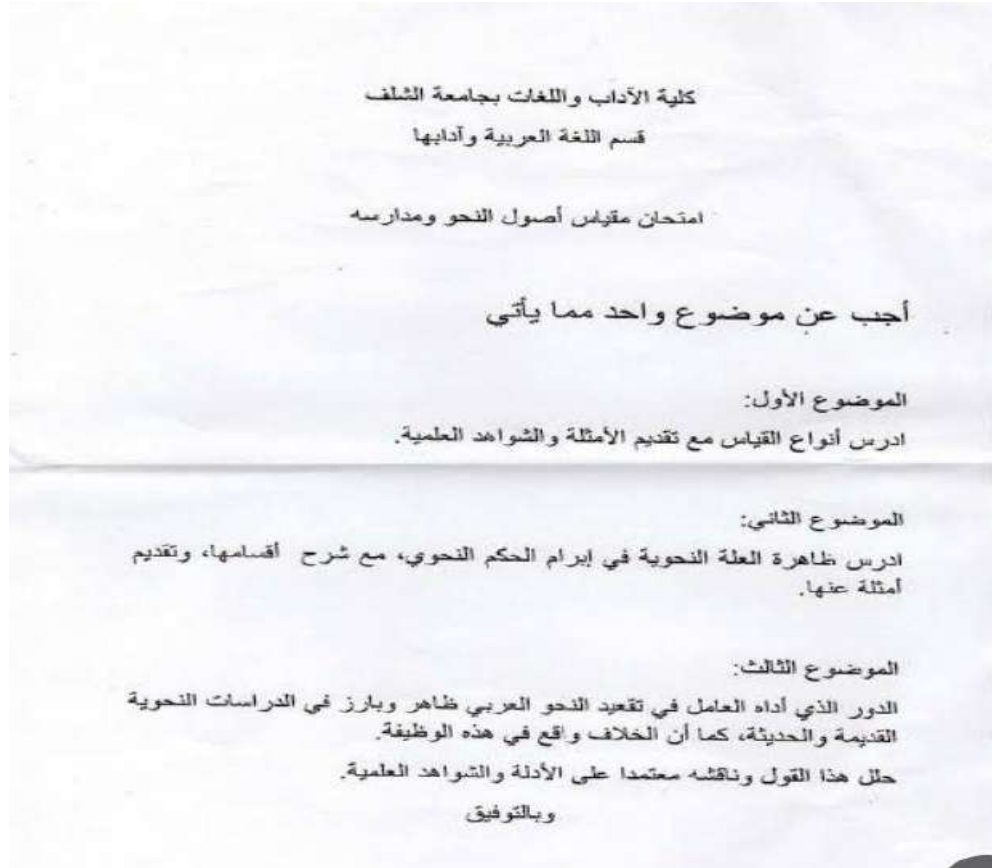 كلية الآداب واللغات بجامعة الشلف
قسم اللغة العربية وآدابها
امتحان مقياس أصول النحو ومدارسه
أجب عن موضوع واحد مما يأتي
الموضوع الأول:
ادرس أنواع القياس مع تقديم الأمثلة والشواهد العلمية.
الموضوع الثاني:
ادرس ظاهرة العلة النحوية في إبرام الحكم النحوي، مع شرح أقسامها، وتقديم
أمثلة عنها.
الموضوع الثالث:
الدور الذي أداه العامل في تقعيد النحو العربي ظاهر وبارز في الدراسات النحوية
القديمة والحديثة، كما أن الخلاف واقع في هذه الوظيفة.
حلل هذا القول وناقشه معتمدا على الأدلة والشواهد العلمية.
وبالتوفيق